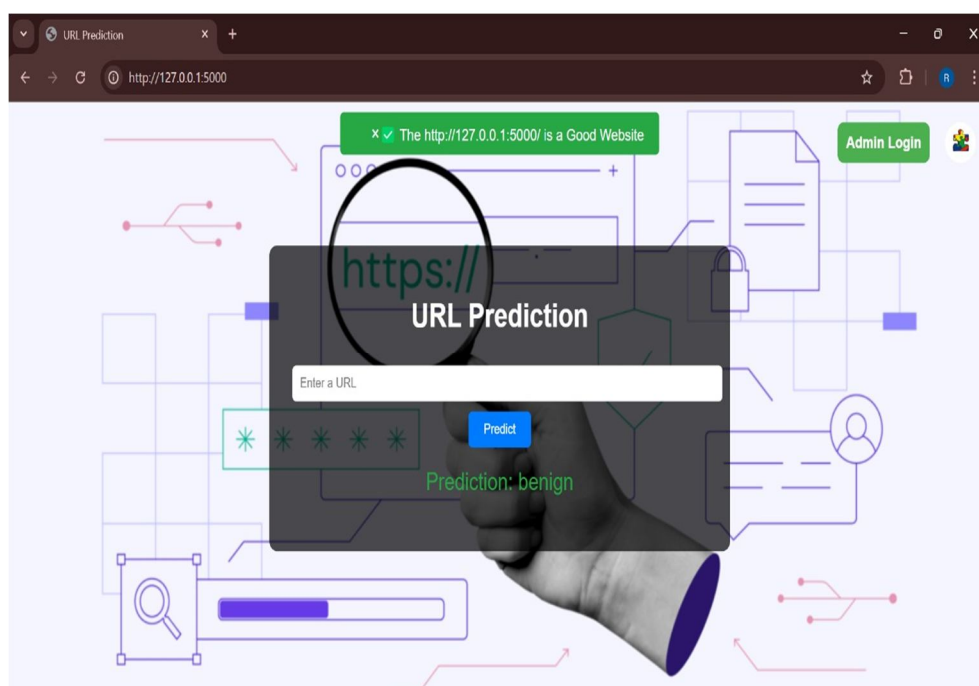 URL Prediction
http://127.0.0.1:5000
R
× ✅ The http://127.0.0.1:5000/ is a Good Website
Admin Login
https://
URL Prediction
Enter a URL
Predict
Prediction: benign